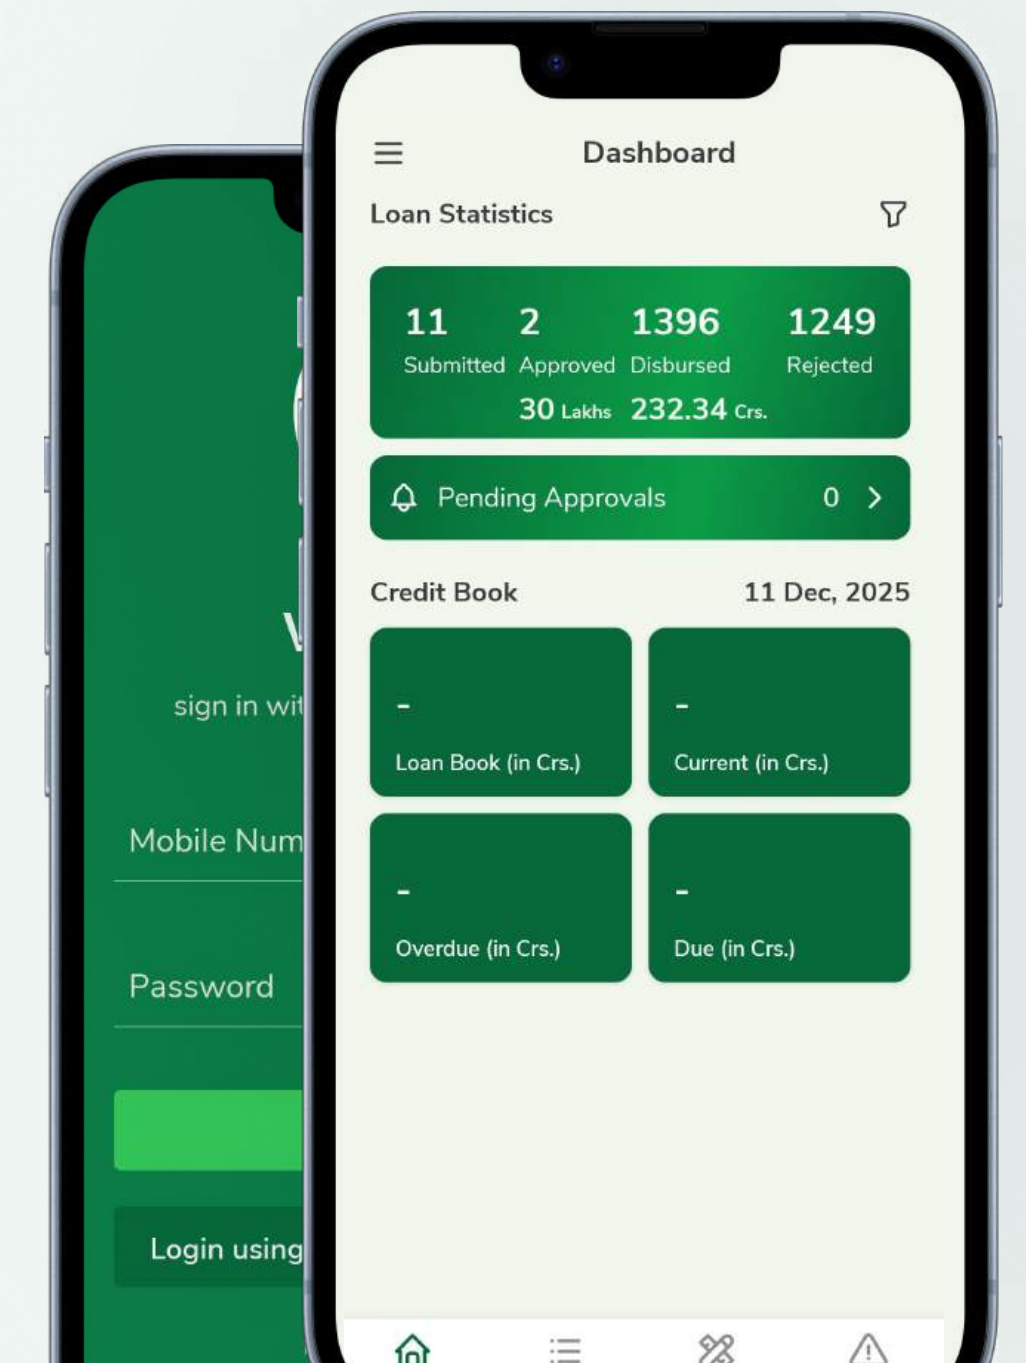 Dashboard
Loan Statistics
11 2 1396 1249
Submitted Approved Disbursed Rejected
30 Lakhs 232.34 Crs.
Pending Approvals 0
Credit Book 11 Dec, 2025
- -
Loan Book (in Crs.) Current (in Crs.)
- -
Overdue (in Crs.) Due (in Crs.)
sign in
Mobile
Password
Login using